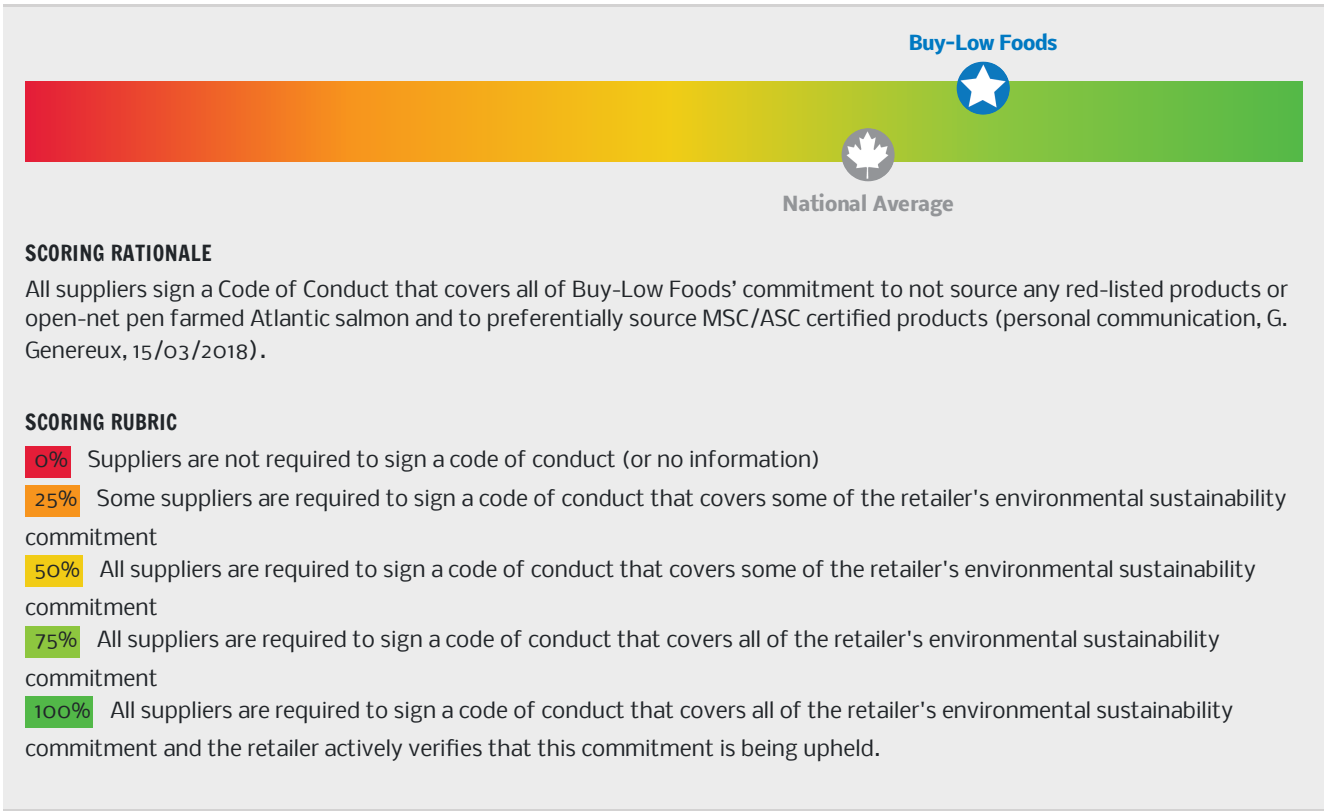 Buy-Low Foods
National Average
SCORING RATIONALE
All suppliers sign a Code of Conduct that covers all of Buy-Low Foods’ commitment to not source any red-listed products or
open-net pen farmed Atlantic salmon and to preferentially source MSC/ASC certified products (personal communication, G.
Genereux, 15/03/2018).
SCORING RUBRIC
0% Suppliers are not required to sign a code of conduct (or no information)
25% Some suppliers are required to sign a code of conduct that covers some of the retailer's environmental sustainability
commitment
50% All suppliers are required to sign a code of conduct that covers some of the retailer's environmental sustainability
commitment
75% All suppliers are required to sign a code of conduct that covers all of the retailer's environmental sustainability
commitment
100% All suppliers are required to sign a code of conduct that covers all of the retailer's environmental sustainability
commitment and the retailer actively verifies that this commitment is being upheld.